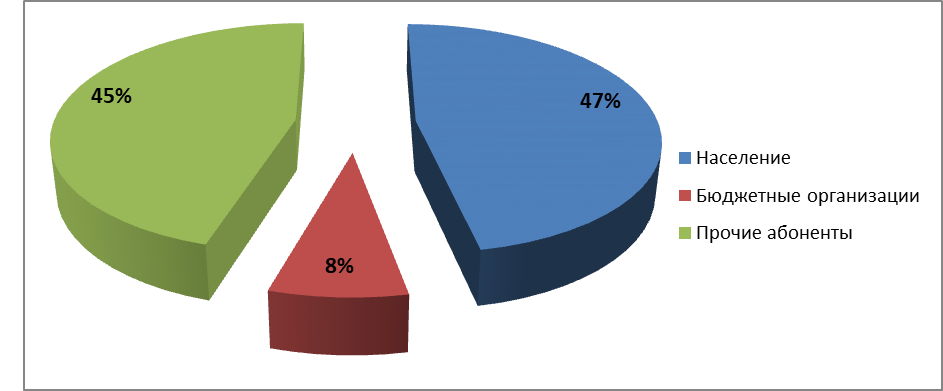 45%
47%
8%
Население
Бюджетные организации
Прочие абоненты